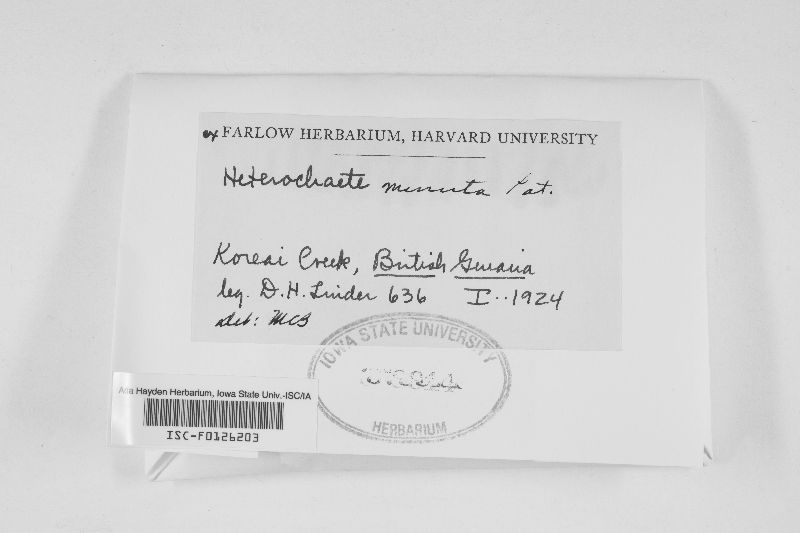 ex FARLOW HERBARIUM, HARVARD UNIVERSITY
Heterochaete minuta Pat.
Koreai Creek, British Guiana
leg. D.H. Linder 636 I··1924
det: MCB
IOWA STATE UNIVERSITY
HERBARIUM
Ada Hayden Herbarium, Iowa State Univ.-ISC/IA
ISC-F0126203